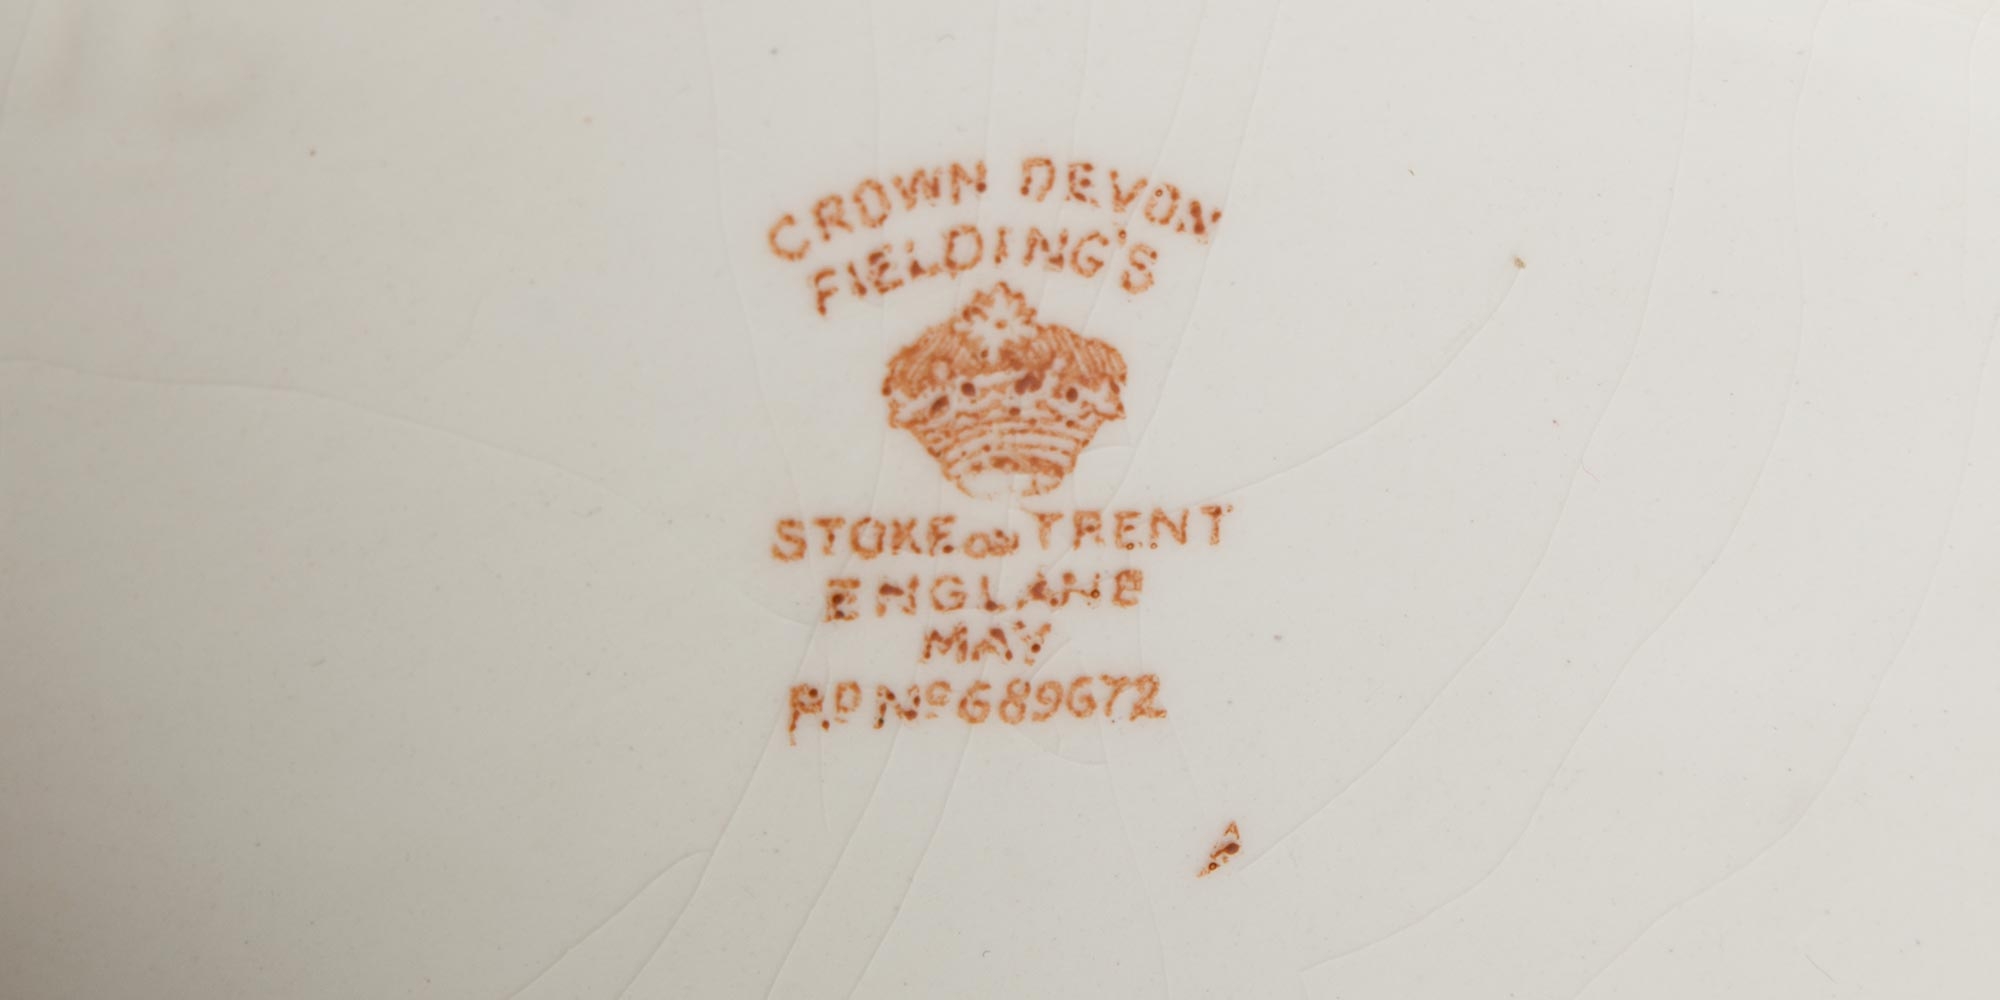 CROWN DEVON
FIELDING'S
STOKE ON TRENT
ENGLAND
MAY
RD No 689672
A